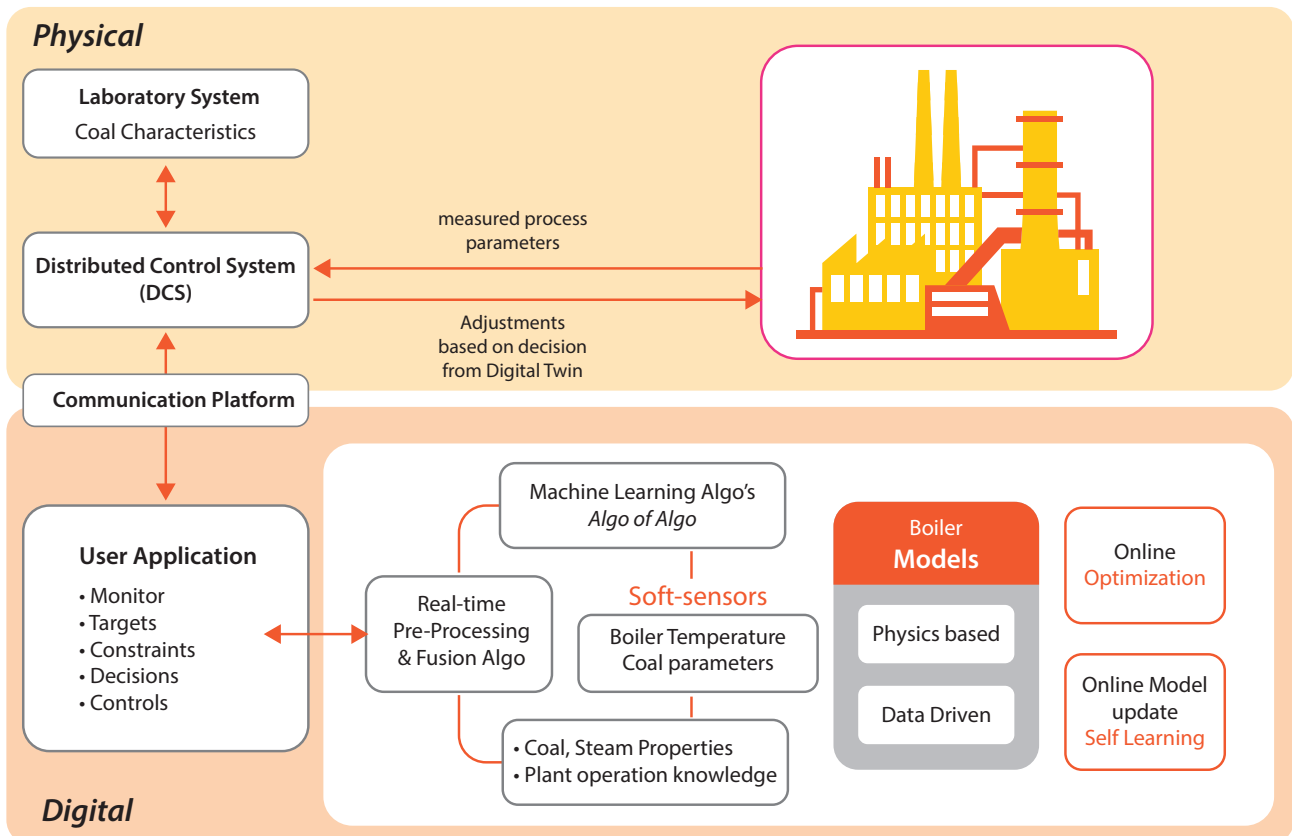 Physical
Laboratory System
Coal Characteristics
Distributed Control System
(DCS)
measured process
parameters
Adjustments
based on decision
from Digital Twin
Communication Platform
User Application
• Monitor
• Targets
• Constraints
• Decisions
• Controls
Real-time
Pre-Processing
& Fusion Algo
Machine Learning Algo's
Algo of Algo
Soft-sensors
Boiler Temperature
Coal parameters
• Coal, Steam Properties
• Plant operation knowledge
Boiler
Models
Physics based
Data Driven
Online
Optimization
Online Model
update
Self Learning
Digital